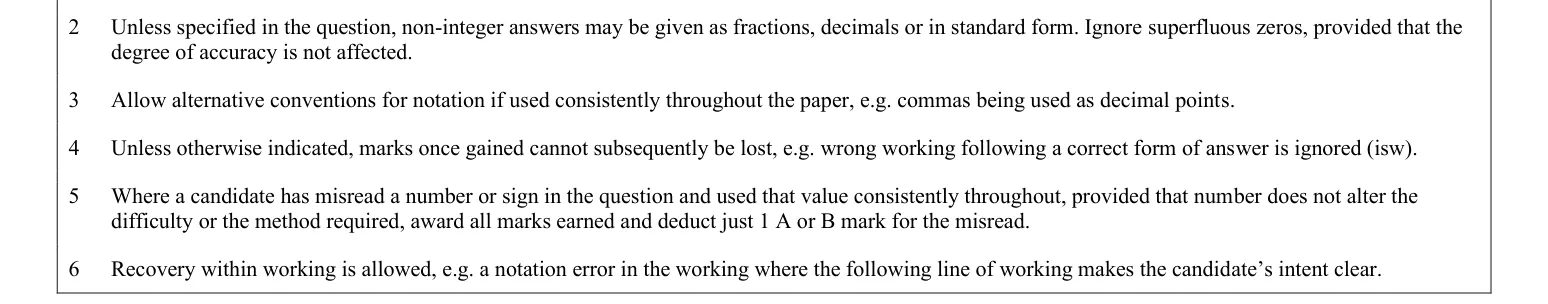 2 Unless specified in the question, non-integer answers may be given as fractions, decimals or in standard form. Ignore superfluous zeros, provided that the
degree of accuracy is not affected.
3 Allow alternative conventions for notation if used consistently throughout the paper, e.g. commas being used as decimal points.
4 Unless otherwise indicated, marks once gained cannot subsequently be lost, e.g. wrong working following a correct form of answer is ignored (isw).
5 Where a candidate has misread a number or sign in the question and used that value consistently throughout, provided that number does not alter the
difficulty or the method required, award all marks earned and deduct just 1 A or B mark for the misread.
6 Recovery within working is allowed, e.g. a notation error in the working where the following line of working makes the candidate’s intent clear.